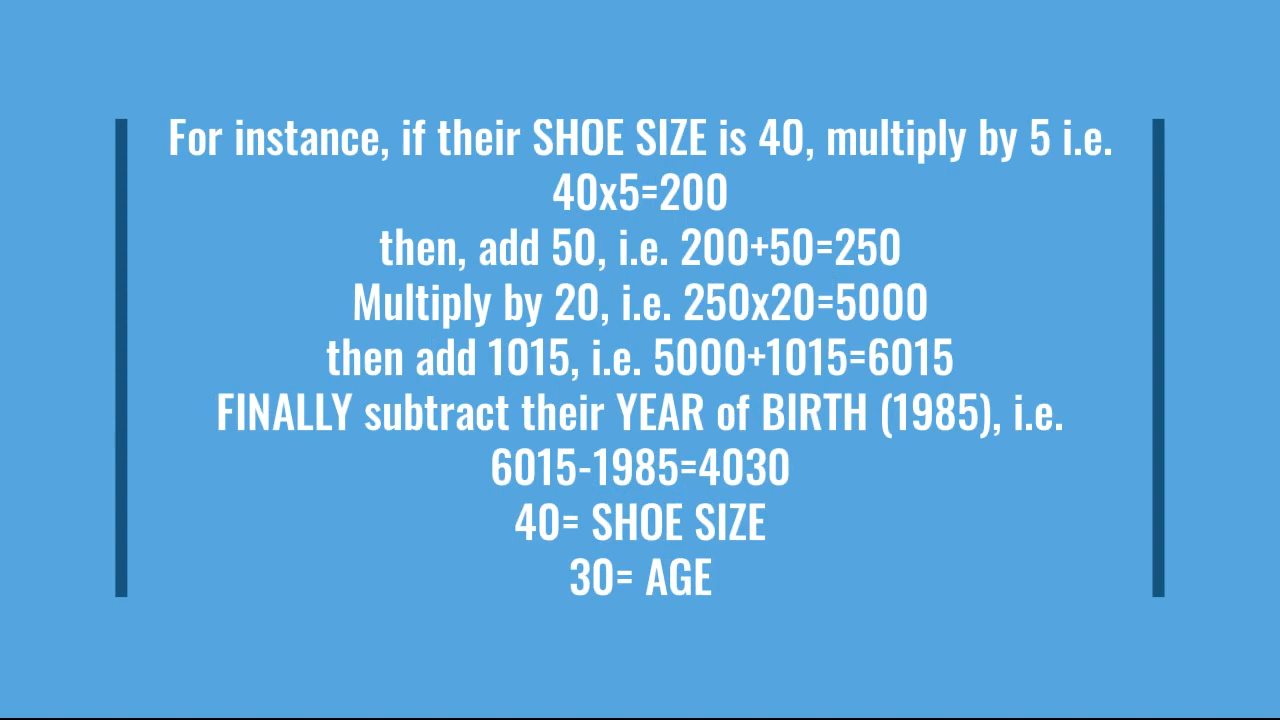 For instance, if their SHOE SIZE is 40, multiply by 5 i.e.
40x5=200
then, add 50, i.e. 200+50=250
Multiply by 20, i.e. 250x20=5000
then add 1015, i.e. 5000+1015=6015
FINALLY subtract their YEAR of BIRTH (1985), i.e.
6015-1985=4030
40= SHOE SIZE
30= AGE